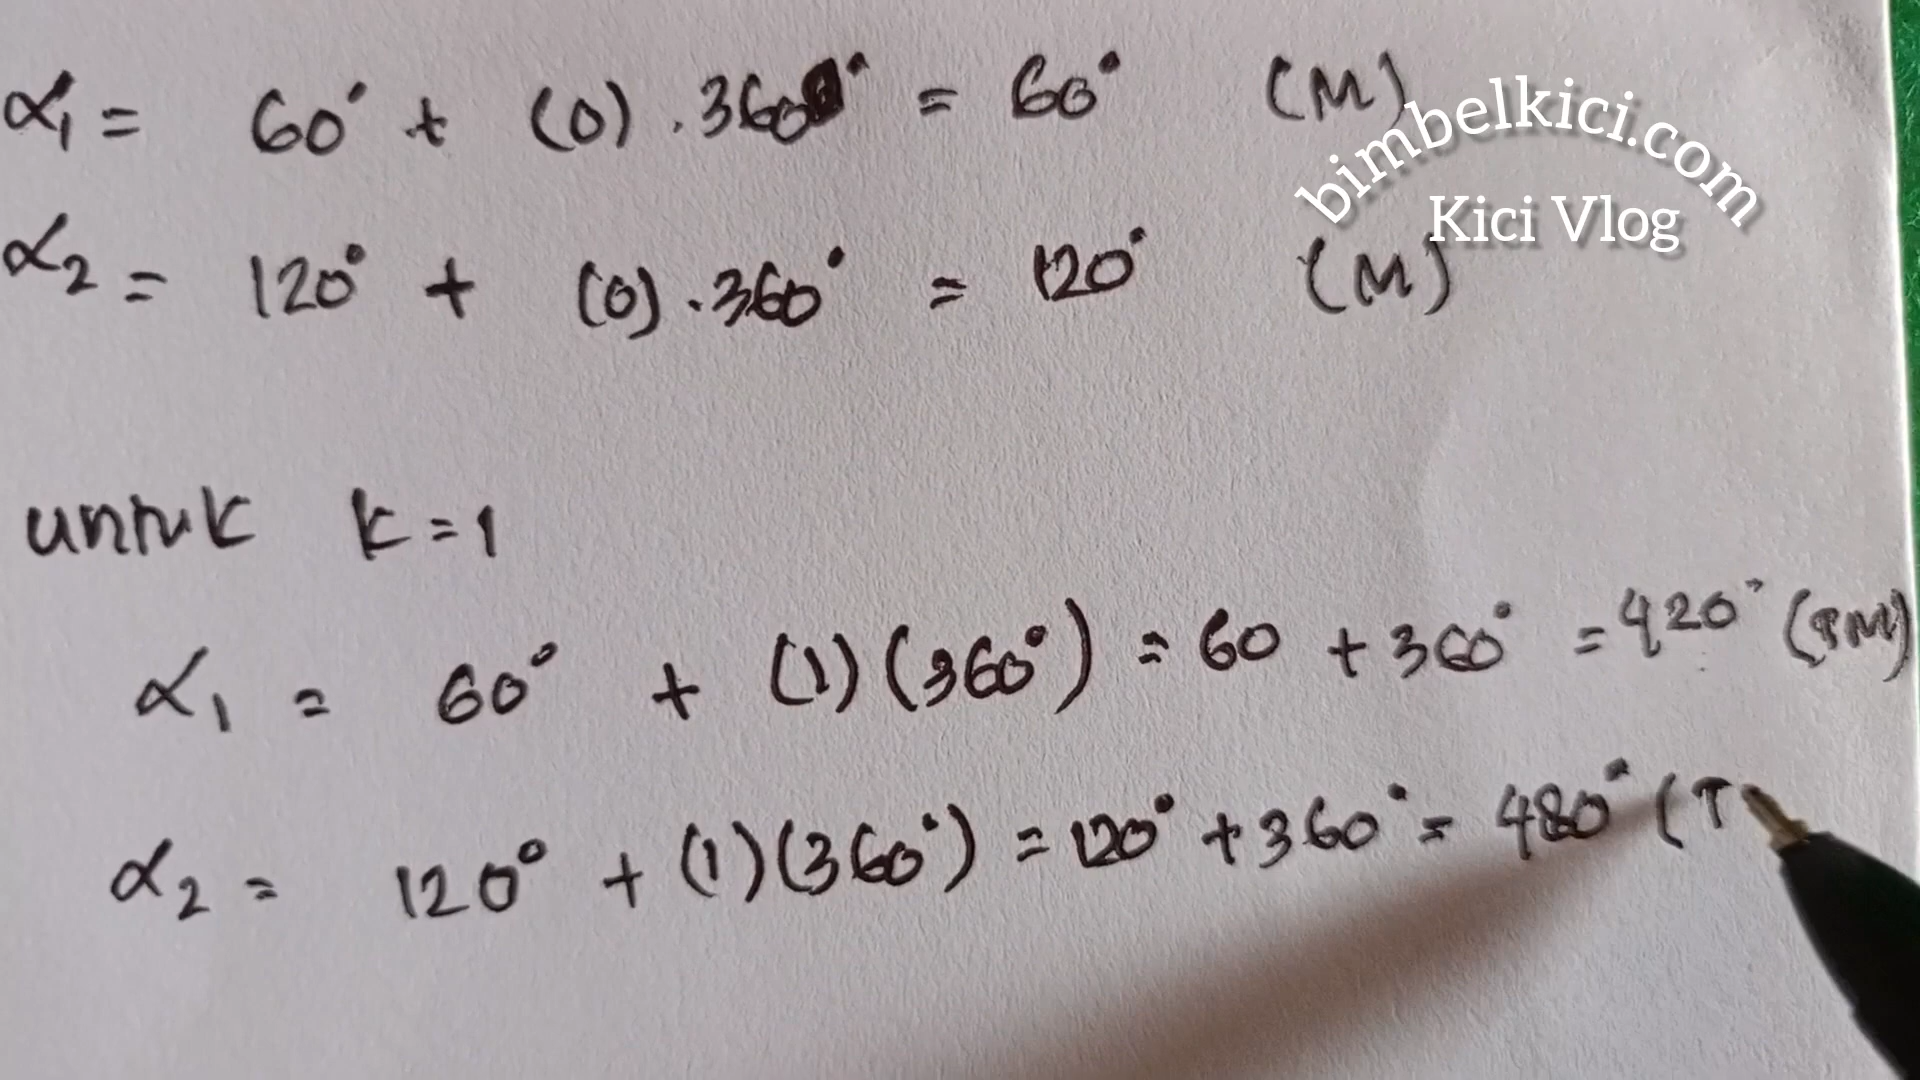 α₁ = 60° + (0) . 360° = 60° (M)
bimbelkici.com
Kici Vlog
α₂ = 120° + (0) . 360° = 120° (M)
untuk k = 1
α₁ = 60° + (1) (360°) = 60 + 360° = 420° (TM)
α₂ = 120° + (1) (360°) = 120° + 360° = 480° (T